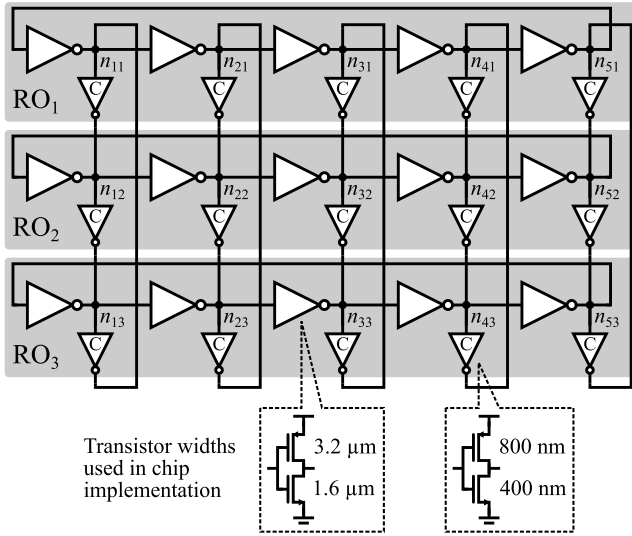 n11 n21 n31 n41 n51
C C C C C
RO1
n12 n22 n32 n42 n52
C C C C C
RO2
n13 n23 n33 n43 n53
C C C C C
RO3
Transistor widths
used in chip
implementation
3.2 µm
1.6 µm
800 nm
400 nm